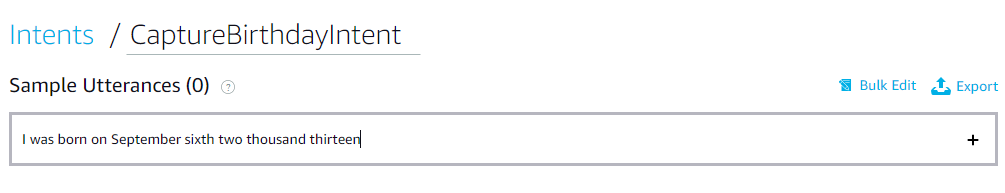 Intents / CaptureBirthdayIntent
Sample Utterances (0) ? Bulk Edit Export
I was born on September sixth two thousand thirteen +